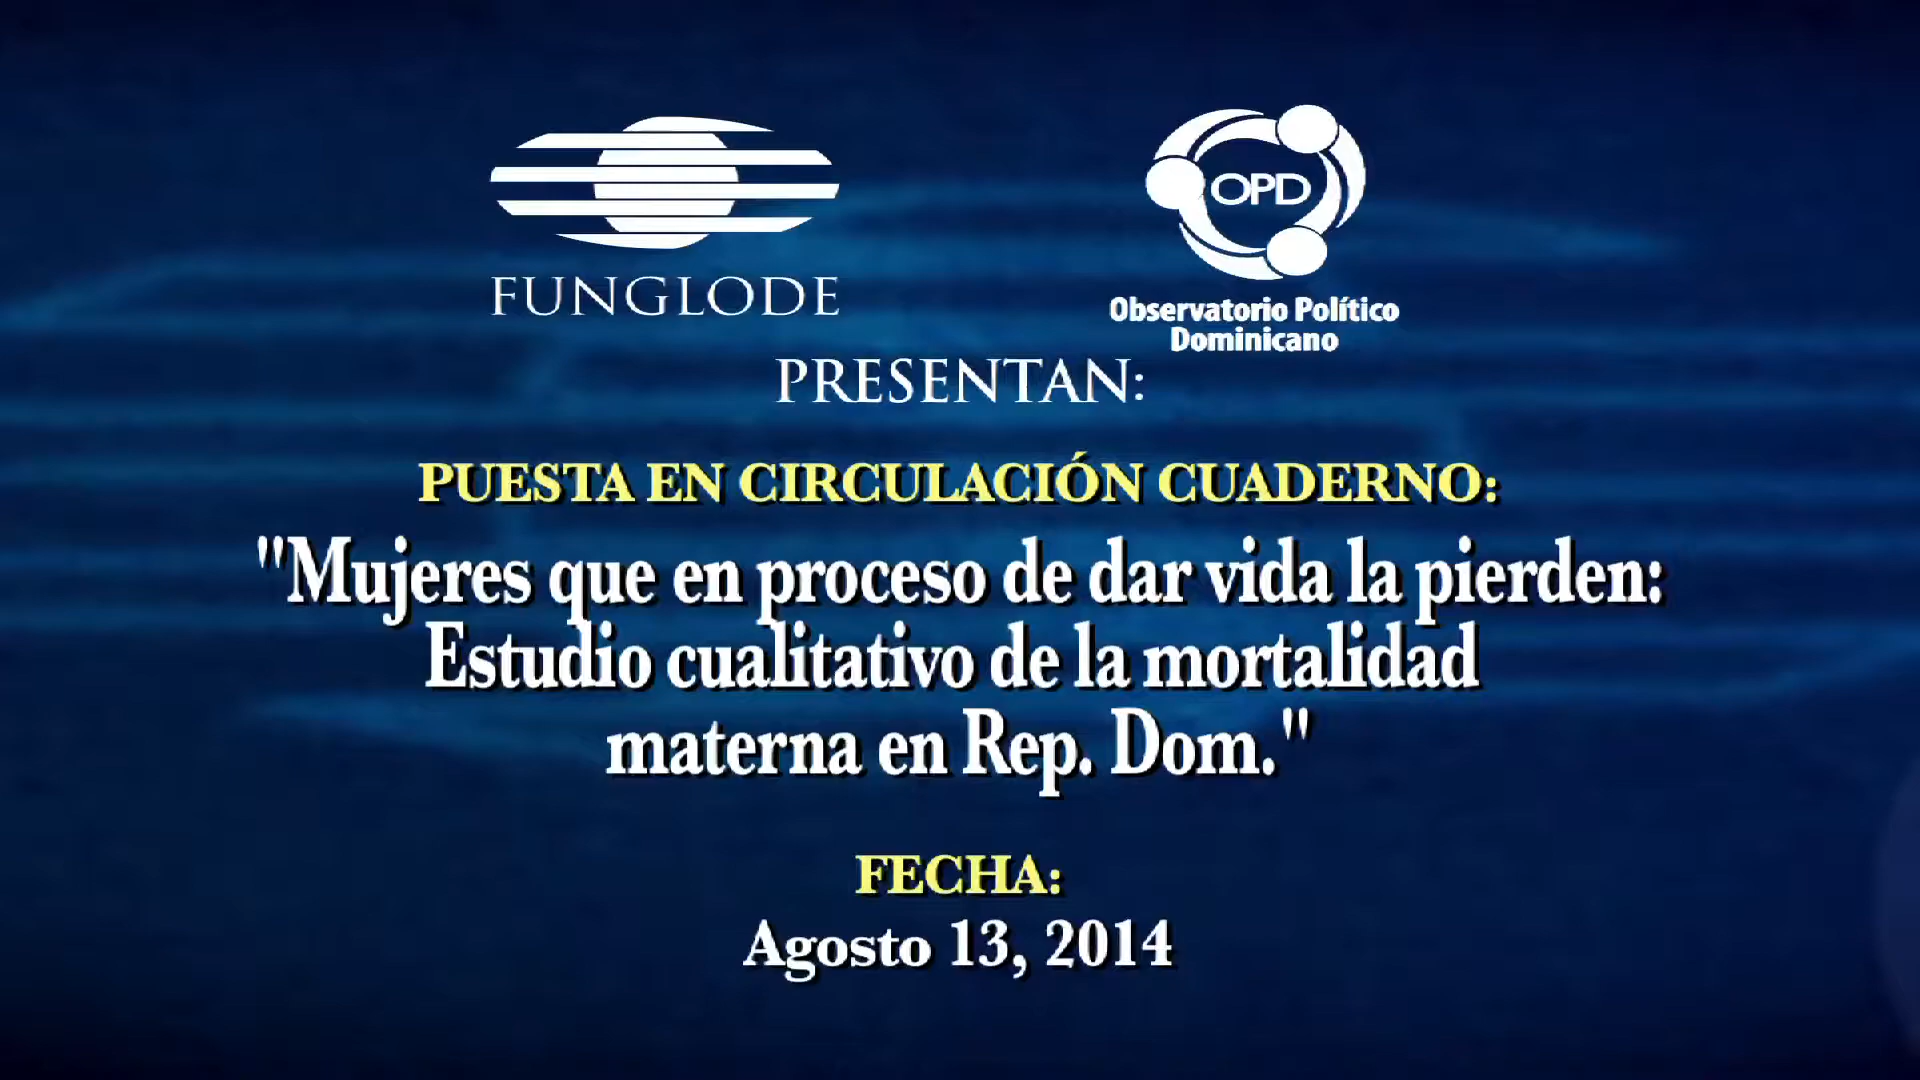 FUNGLODE
OPD
Observatorio Político
Dominicano
PRESENTAN:
PUESTA EN CIRCULACIÓN CUADERNO:
"Mujeres que en proceso de dar vida la pierden:
Estudio cualitativo de la mortalidad
materna en Rep. Dom."
FECHA:
Agosto 13, 2014